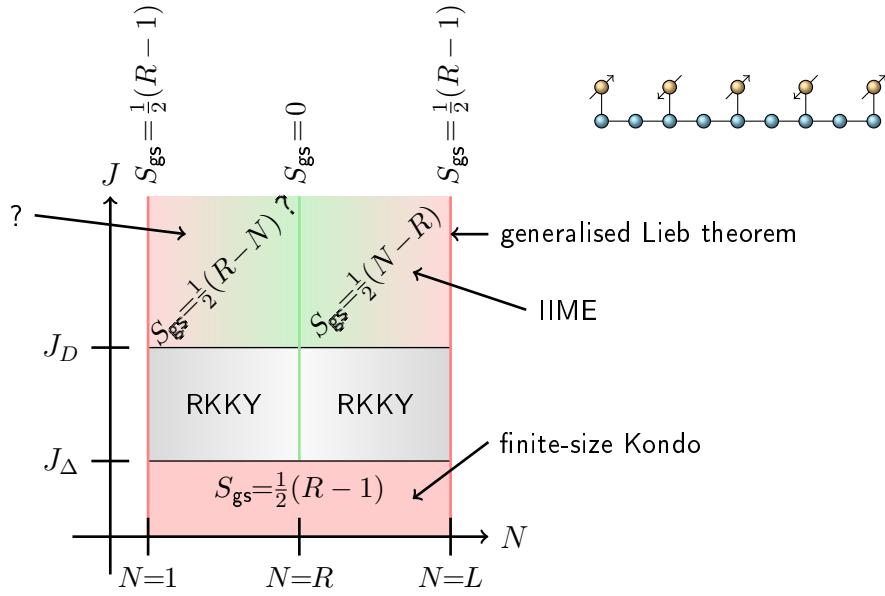 S_gs = ½(R − 1)
S_gs = 0
S_gs = ½(R − 1)
J
?
S_gs=½(R−N) ?
S_gs=½(N−R)
generalised Lieb theorem
IIME
J_D
RKKY
RKKY
J_Δ
finite-size Kondo
S_gs=½(R − 1)
N
N=1
N=R
N=L